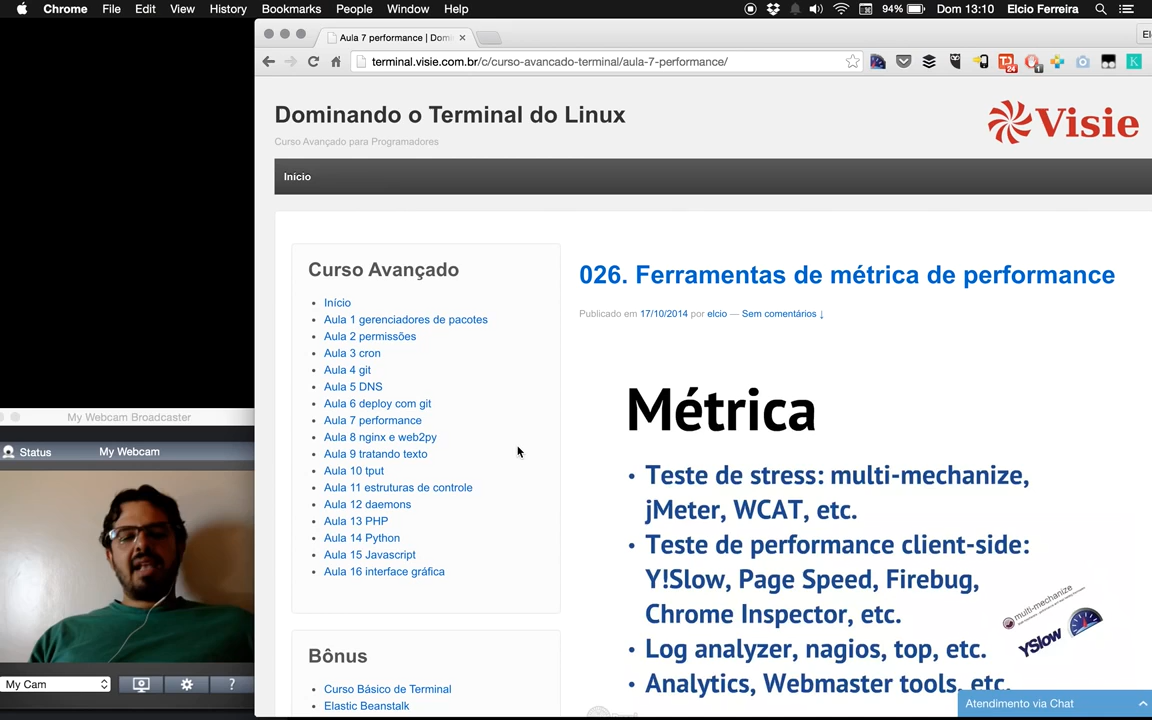 Chrome File Edit View History Bookmarks People Window Help 94% Dom 13:10 Elcio Ferreira
Aula 7 performance | Domi
El
terminal.visie.com.br/c/curso-avancado-terminal/aula-7-performance/
24
1
K
Dominando o Terminal do Linux
Curso Avançado para Programadores
Visie
Início
Curso Avançado
Início
Aula 1 gerenciadores de pacotes
Aula 2 permissões
Aula 3 cron
Aula 4 git
Aula 5 DNS
Aula 6 deploy com git
Aula 7 performance
Aula 8 nginx e web2py
Aula 9 tratando texto
Aula 10 tput
Aula 11 estruturas de controle
Aula 12 daemons
Aula 13 PHP
Aula 14 Python
Aula 15 Javascript
Aula 16 interface gráfica
Bônus
Curso Básico de Terminal
Elastic Beanstalk
026. Ferramentas de métrica de performance
Publicado em 17/10/2014 por elcio — Sem comentários ↓
Métrica
• Teste de stress: multi-mechanize,
jMeter, WCAT, etc.
• Teste de performance client-side:
Y!Slow, Page Speed, Firebug,
Chrome Inspector, etc.
• Log analyzer, nagios, top, etc.
• Analytics, Webmaster tools, etc.
multi-mechanize
YSlow
Atendimento via Chat
My Webcam Broadcaster
Status My Webcam
My Cam ?